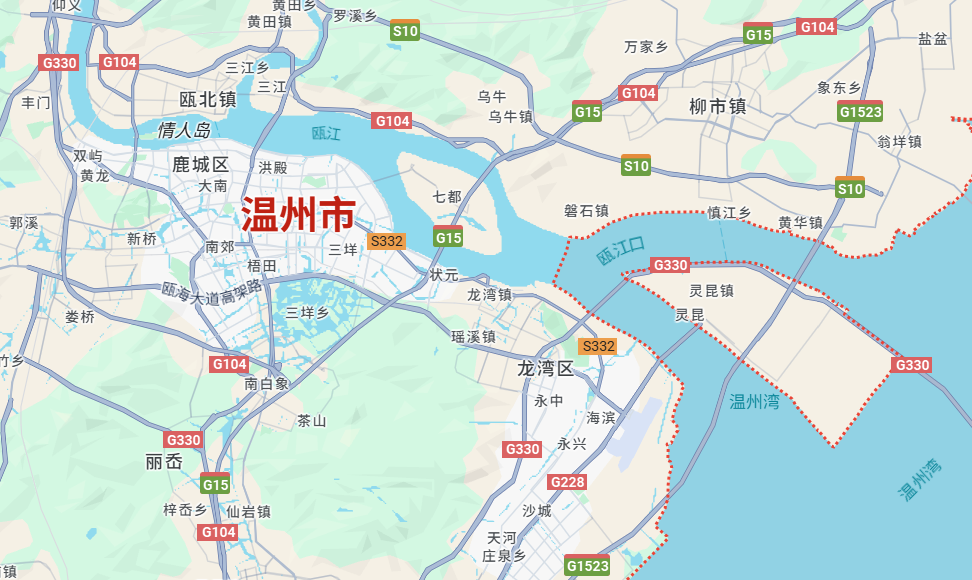 仰义
黄田乡
黄田镇
罗溪乡
S10
G15
G104
盐盆
万家乡
G330
G104
三江乡
三江
丰门
瓯北镇
乌牛
乌牛镇
G15
G104
柳市镇
象东乡
G1523
情人岛
瓯江
G104
翁垟镇
双屿
黄龙
鹿城区
洪殿
大南
S10
S10
七都
温州市
磐石镇
慎江乡
黄华镇
郭溪
新桥
南郊
三垟
S332
G15
瓯江口
梧田
状元
G330
瓯海大道高架路
龙湾镇
灵昆镇
灵昆
三垟乡
娄桥
瑶溪镇
S332
竹乡
G104
龙湾区
G330
南白象
永中
温州湾
茶山
海滨
G330
永兴
G330
丽岙
温州湾
G15
G228
梓岙乡
仙岩镇
沙城
G104
天河
庄泉乡
G1523
镇